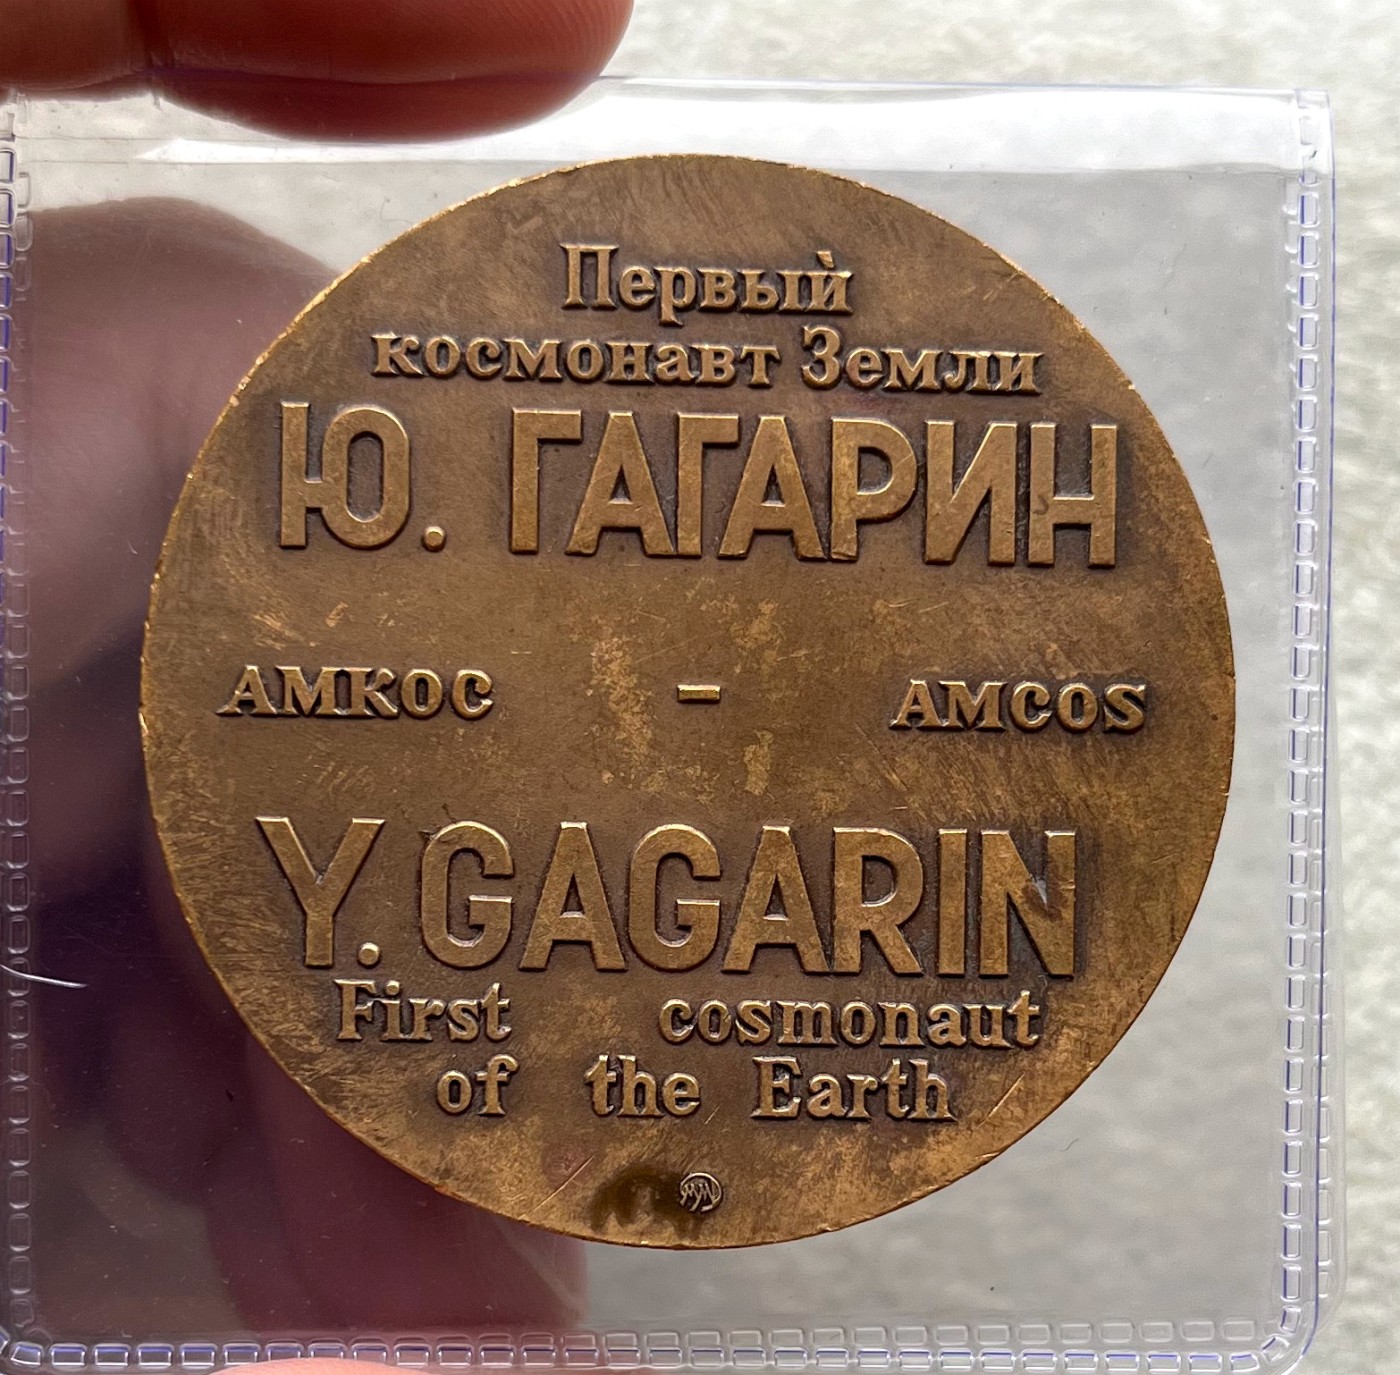 Первый
космонавт Земли
Ю. ГАГАРИН
АМКОС - AMCOS
Y. GAGARIN
First cosmonaut
of the Earth